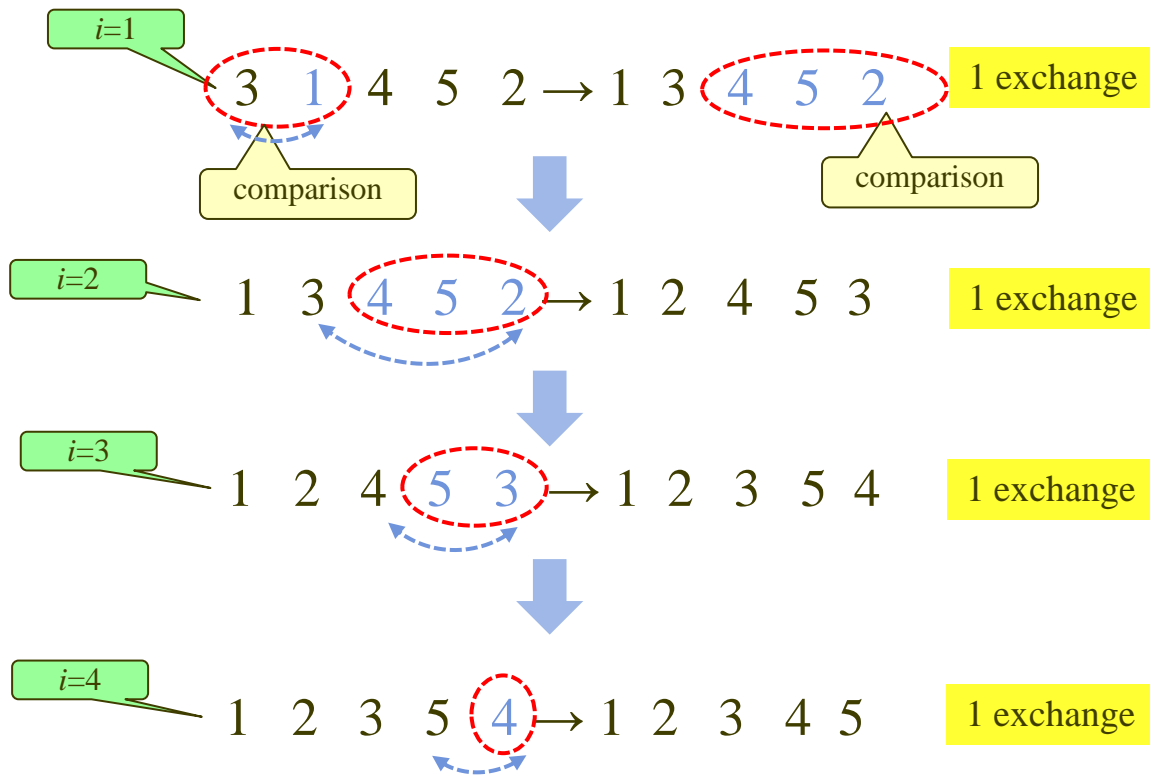 i=1
3 1 4 5 2 → 1 3 4 5 2
1 exchange
comparison
comparison
i=2
1 3 4 5 2 → 1 2 4 5 3
1 exchange
i=3
1 2 4 5 3 → 1 2 3 5 4
1 exchange
i=4
1 2 3 5 4 → 1 2 3 4 5
1 exchange